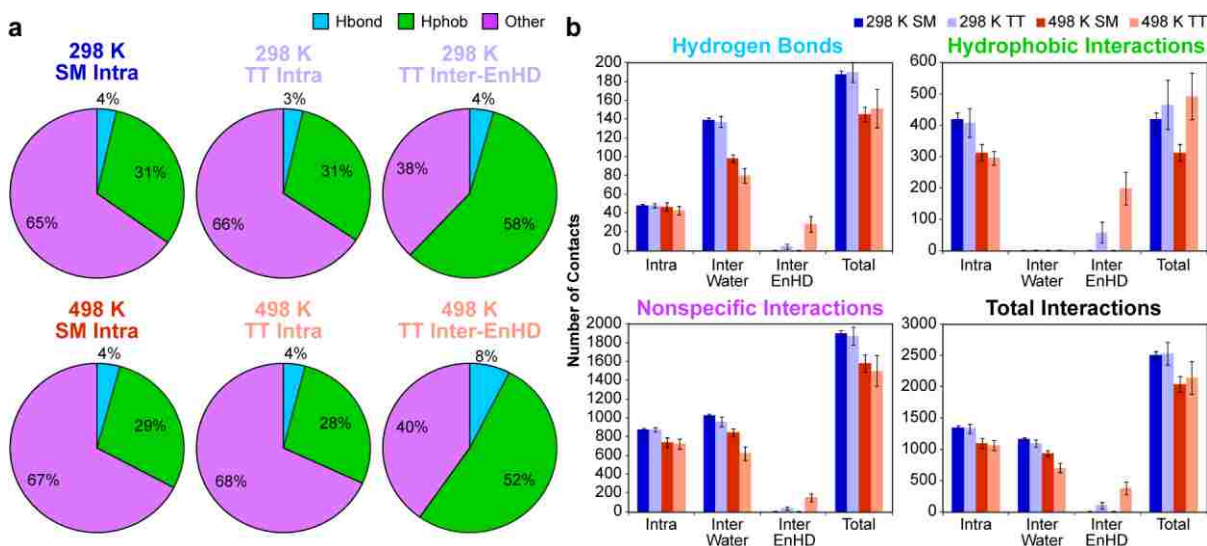 a
Hbond Hphob Other
298 K
SM Intra
298 K
TT Intra
298 K
TT Inter-EnHD
4%
31%
65%
3%
31%
66%
4%
38%
58%
498 K
SM Intra
498 K
TT Intra
498 K
TT Inter-EnHD
4%
29%
67%
4%
28%
68%
8%
40%
52%
b
298 K SM 298 K TT 498 K SM 498 K TT
Number of Contacts
Hydrogen Bonds
200
180
160
140
120
100
80
60
40
20
0
Intra Inter Inter Total
Water EnHD
Hydrophobic Interactions
600
500
400
300
200
100
0
Intra Inter Inter Total
Water EnHD
Nonspecific Interactions
2000
1800
1600
1400
1200
1000
800
600
400
200
0
Intra Inter Inter Total
Water EnHD
Total Interactions
3000
2500
2000
1500
1000
500
0
Intra Inter Inter Total
Water EnHD